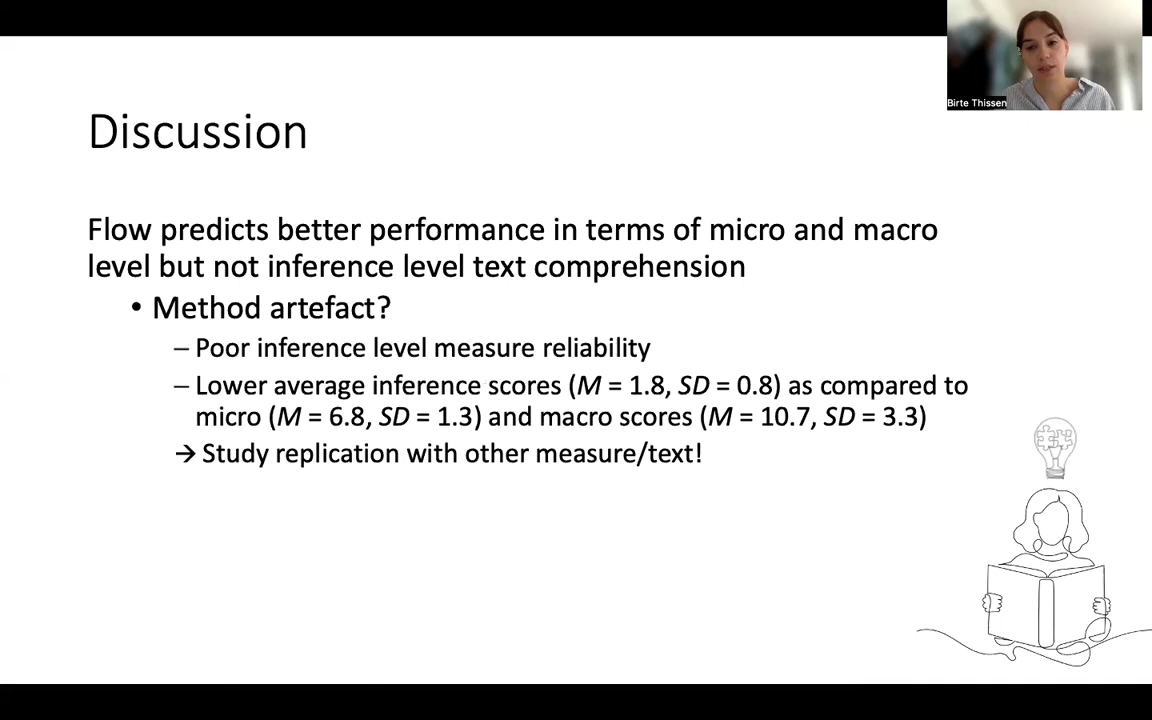 Birte Thissen
Discussion
Flow predicts better performance in terms of micro and macro
level but not inference level text comprehension
• Method artefact?
– Poor inference level measure reliability
– Lower average inference scores (M = 1.8, SD = 0.8) as compared to
micro (M = 6.8, SD = 1.3) and macro scores (M = 10.7, SD = 3.3)
→ Study replication with other measure/text!